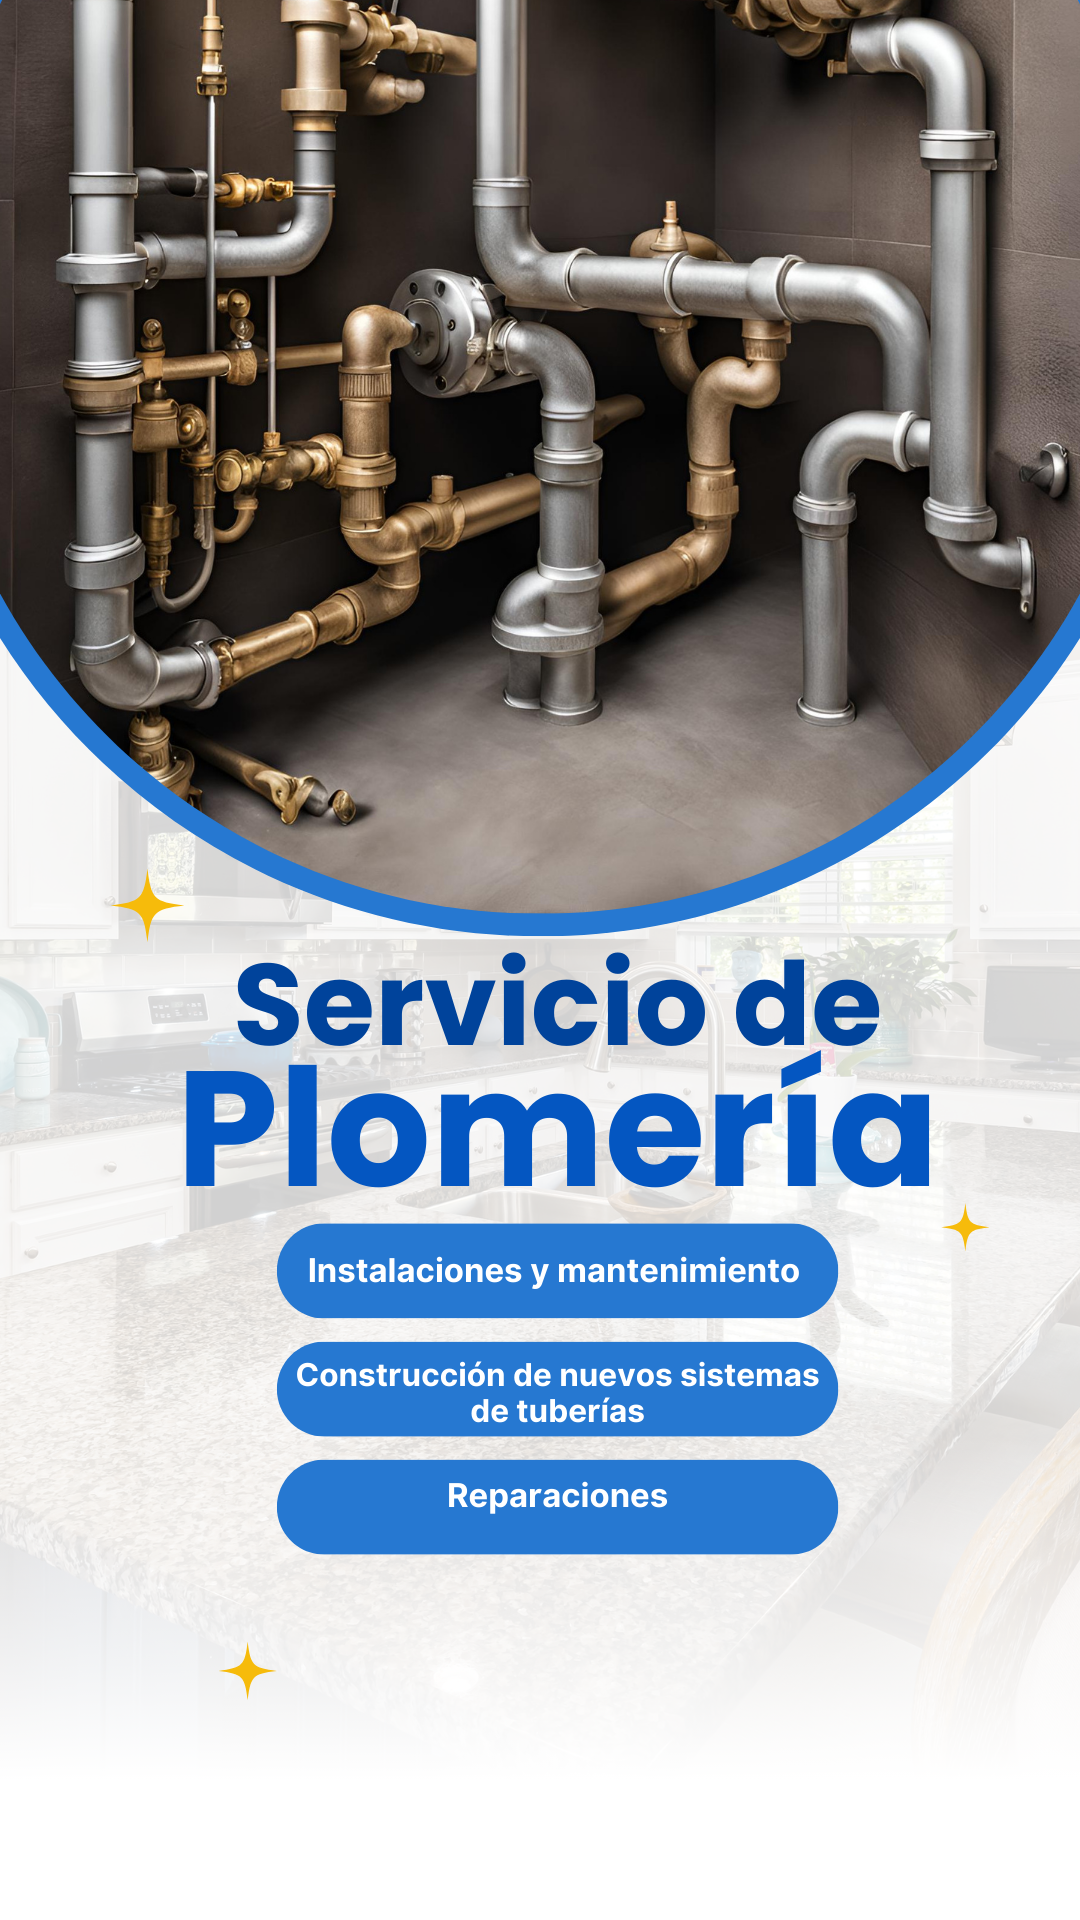 Servicio de
Plomería
Instalaciones y mantenimiento
Construcción de nuevos sistemas
de tuberías
Reparaciones